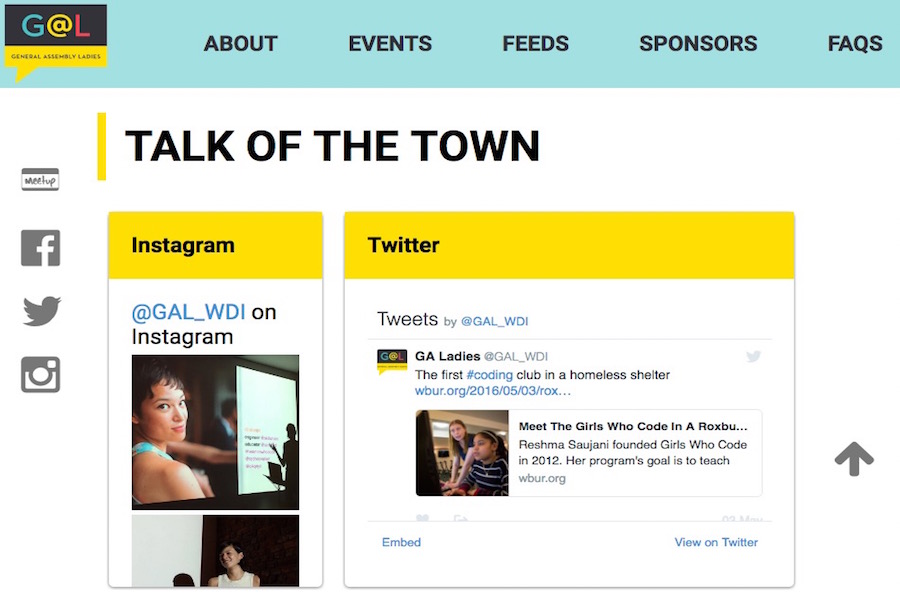 G@L
GENERAL ASSEMBLY LADIES
ABOUT
EVENTS
FEEDS
SPONSORS
FAQS
TALK OF THE TOWN
meetup
Instagram
@GAL_WDI on
Instagram
Twitter
Tweets by @GAL_WDI
G@L
GA Ladies @GAL_WDI
The first #coding club in a homeless shelter
wbur.org/2016/05/03/rox…
Meet The Girls Who Code In A Roxbu...
Reshma Saujani founded Girls Who Code
in 2012. Her program's goal is to teach
wbur.org
03 May
Embed
View on Twitter